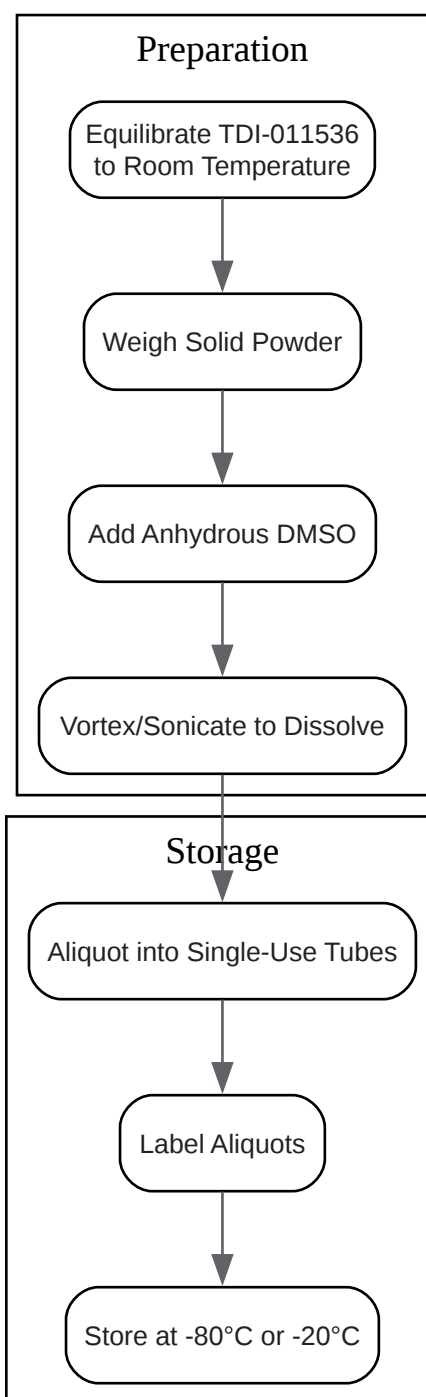 Preparation
Equilibrate TDI-011536
to Room Temperature
Weigh Solid Powder
Add Anhydrous DMSO
Vortex/Sonicate to Dissolve
Storage
Aliquot into Single-Use Tubes
Label Aliquots
Store at -80°C or -20°C